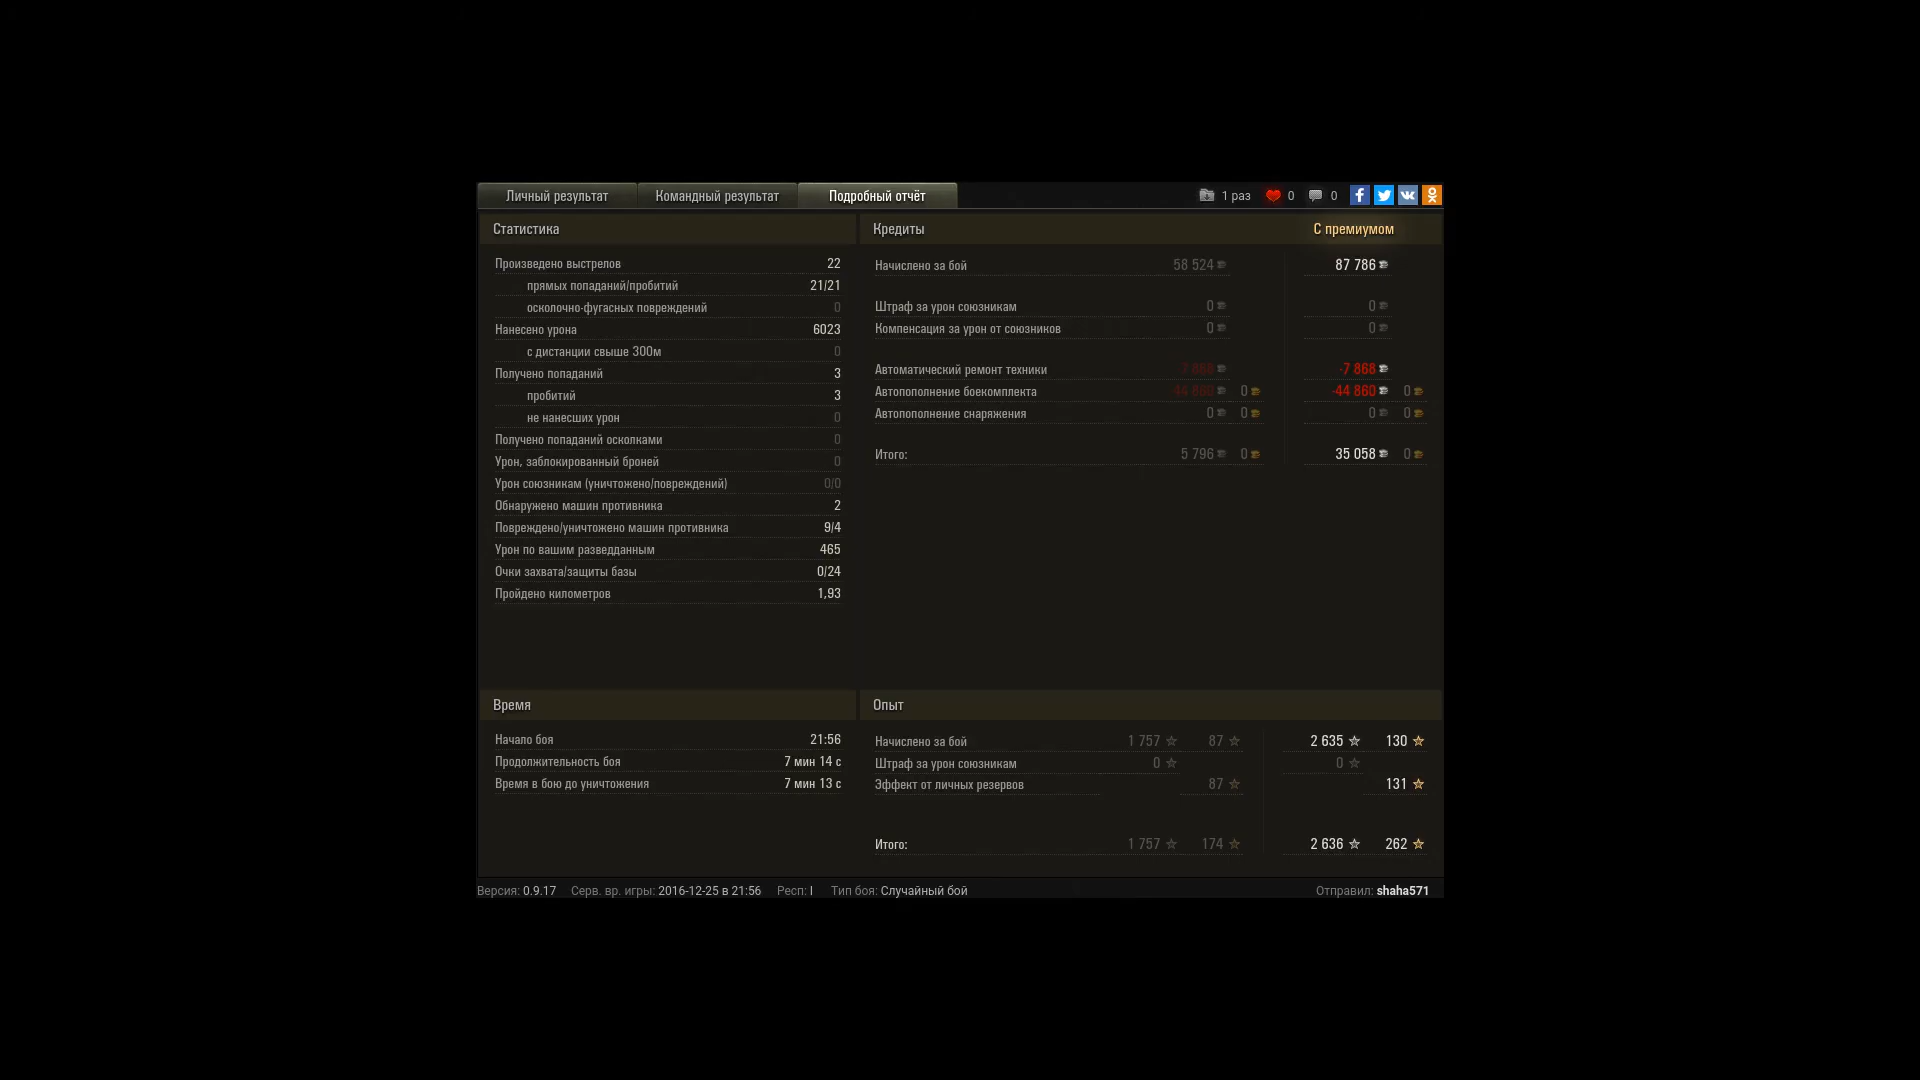 Личный результат Командный результат Подробный отчёт 1 раз 0 0
Статистика
Произведено выстрелов 22
прямых попаданий/пробитий 21/21
осколочно-фугасных повреждений 0
Нанесено урона 6023
с дистанции свыше 300м 0
Получено попаданий 3
пробитий 3
не нанесших урон 0
Получено попаданий осколками 0
Урон, заблокированный броней 0
Урон союзникам (уничтожено/повреждений) 0/0
Обнаружено машин противника 2
Повреждено/уничтожено машин противника 9/4
Урон по вашим разведданным 465
Очки захвата/защиты базы 0/24
Пройдено километров 1,93
Кредиты С премиумом
Начислено за бой 58 524 87 786
Штраф за урон союзникам 0 0
Компенсация за урон от союзников 0 0
Автоматический ремонт техники -7 868 -7 868
Автопополнение боекомплекта -44 860 0 -44 860 0
Автопополнение снаряжения 0 0 0 0
Итого: 5 796 0 35 058 0
Время
Начало боя 21:56
Продолжительность боя 7 мин 14 с
Время в бою до уничтожения 7 мин 13 с
Опыт
Начислено за бой 1 757 87 2 635 130
Штраф за урон союзникам 0 0
Эффект от личных резервов 87 131
Итого: 1 757 174 2 636 262
Версия: 0.9.17 Серв. вр. игры: 2016-12-25 в 21:56 Респ: I Тип боя: Случайный бой Отправил: shaha571